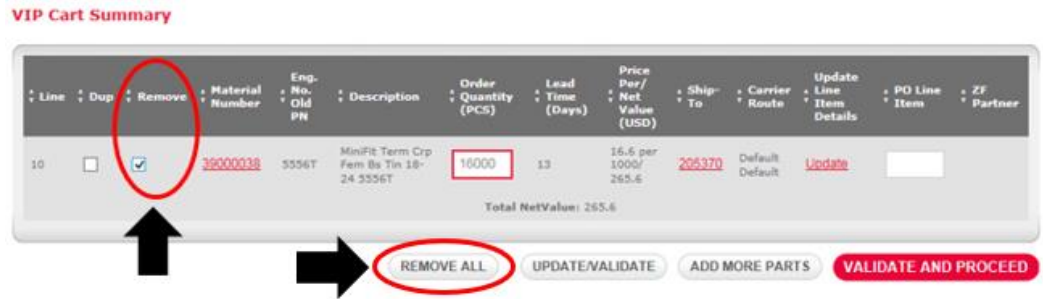 VIP Cart Summary
Line Dup Remove Material Number Eng. No. Old PN Description Order Quantity (PCS) Lead Time (Days) Price Per/ Net Value (USD) Ship-To Carrier Route Update Line Item Details PO Line Item ZF Partner
10 39000038 5556T MiniFit Term Crp Fem Bs Tin 18-24 5556T 16000 13 16.6 per 1000/ 265.6 205370 Default Default Update
Total NetValue: 265.6
REMOVE ALL UPDATE/VALIDATE ADD MORE PARTS VALIDATE AND PROCEED